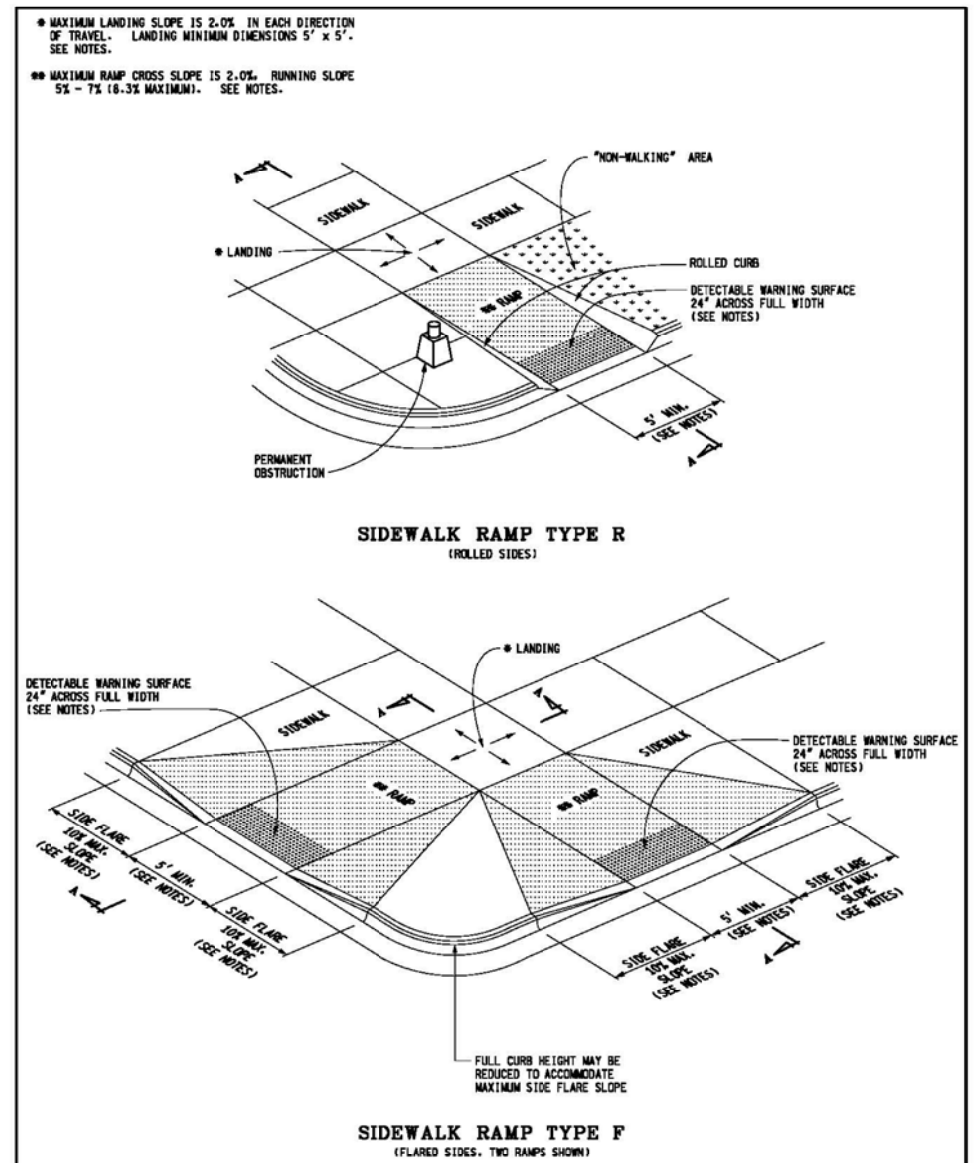 * MAXIMUM LANDING SLOPE IS 2.0% IN EACH DIRECTION
OF TRAVEL. LANDING MINIMUM DIMENSIONS 5' x 5'.
SEE NOTES.
** MAXIMUM RAMP CROSS SLOPE IS 2.0%. RUNNING SLOPE
5% - 7% (8.3% MAXIMUM). SEE NOTES.
"NON-WALKING" AREA
A
SIDEWALK
SIDEWALK
* LANDING
ROLLED CURB
DETECTABLE WARNING SURFACE
24" ACROSS FULL WIDTH
(SEE NOTES)
** RAMP
5' MIN.
(SEE NOTES)
A
PERMANENT
OBSTRUCTION
SIDEWALK RAMP TYPE R
(ROLLED SIDES)
* LANDING
DETECTABLE WARNING SURFACE
24" ACROSS FULL WIDTH
(SEE NOTES)
A
A
SIDEWALK
SIDEWALK
DETECTABLE WARNING SURFACE
24" ACROSS FULL WIDTH
(SEE NOTES)
** RAMP
** RAMP
SIDE FLARE
10% MAX.
SLOPE
(SEE NOTES)
5' MIN.
(SEE NOTES)
A
SIDE FLARE
10% MAX.
SLOPE
(SEE NOTES)
SIDE FLARE
10% MAX.
SLOPE
(SEE NOTES)
5' MIN.
(SEE NOTES)
A
SIDE FLARE
10% MAX.
SLOPE
(SEE NOTES)
FULL CURB HEIGHT MAY BE
REDUCED TO ACCOMMODATE
MAXIMUM SIDE FLARE SLOPE
SIDEWALK RAMP TYPE F
(FLARED SIDES, TWO RAMPS SHOWN)